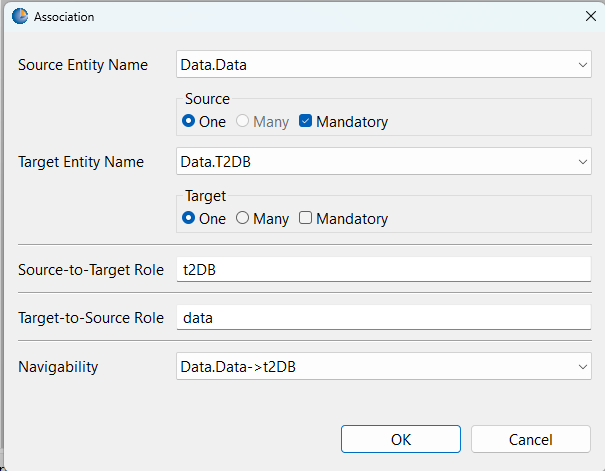 Association
Source Entity Name Data.Data
Source
One Many Mandatory
Target Entity Name Data.T2DB
Target
One Many Mandatory
Source-to-Target Role t2DB
Target-to-Source Role data
Navigability Data.Data->t2DB
OK Cancel